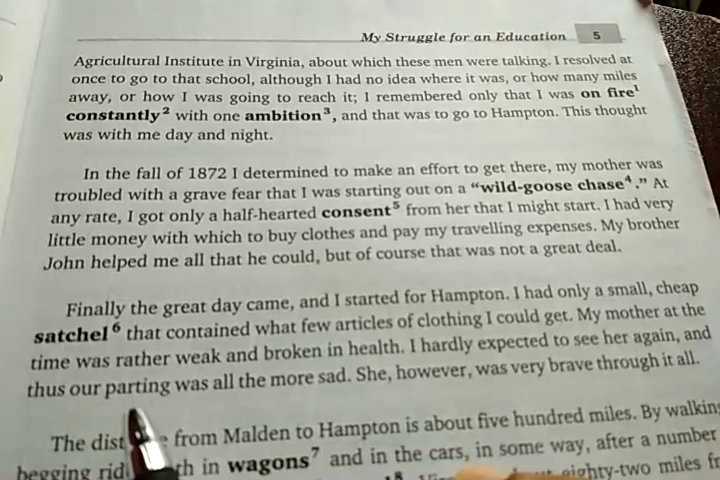 My Struggle for an Education 5
Agricultural Institute in Virginia, about which these men were talking. I resolved at
once to go to that school, although I had no idea where it was, or how many miles
away, or how I was going to reach it; I remembered only that I was on fire¹
constantly² with one ambition³, and that was to go to Hampton. This thought
was with me day and night.
In the fall of 1872 I determined to make an effort to get there, my mother was
troubled with a grave fear that I was starting out on a “wild-goose chase⁴.” At
any rate, I got only a half-hearted consent⁵ from her that I might start. I had very
little money with which to buy clothes and pay my travelling expenses. My brother
John helped me all that he could, but of course that was not a great deal.
Finally the great day came, and I started for Hampton. I had only a small, cheap
satchel⁶ that contained what few articles of clothing I could get. My mother at the
time was rather weak and broken in health. I hardly expected to see her again, and
thus our parting was all the more sad. She, however, was very brave through it all.
The from Malden to Hampton is about five hundred miles. By walking
begging in wagons⁷ and in the cars, in some way, after a number
eighty-two miles